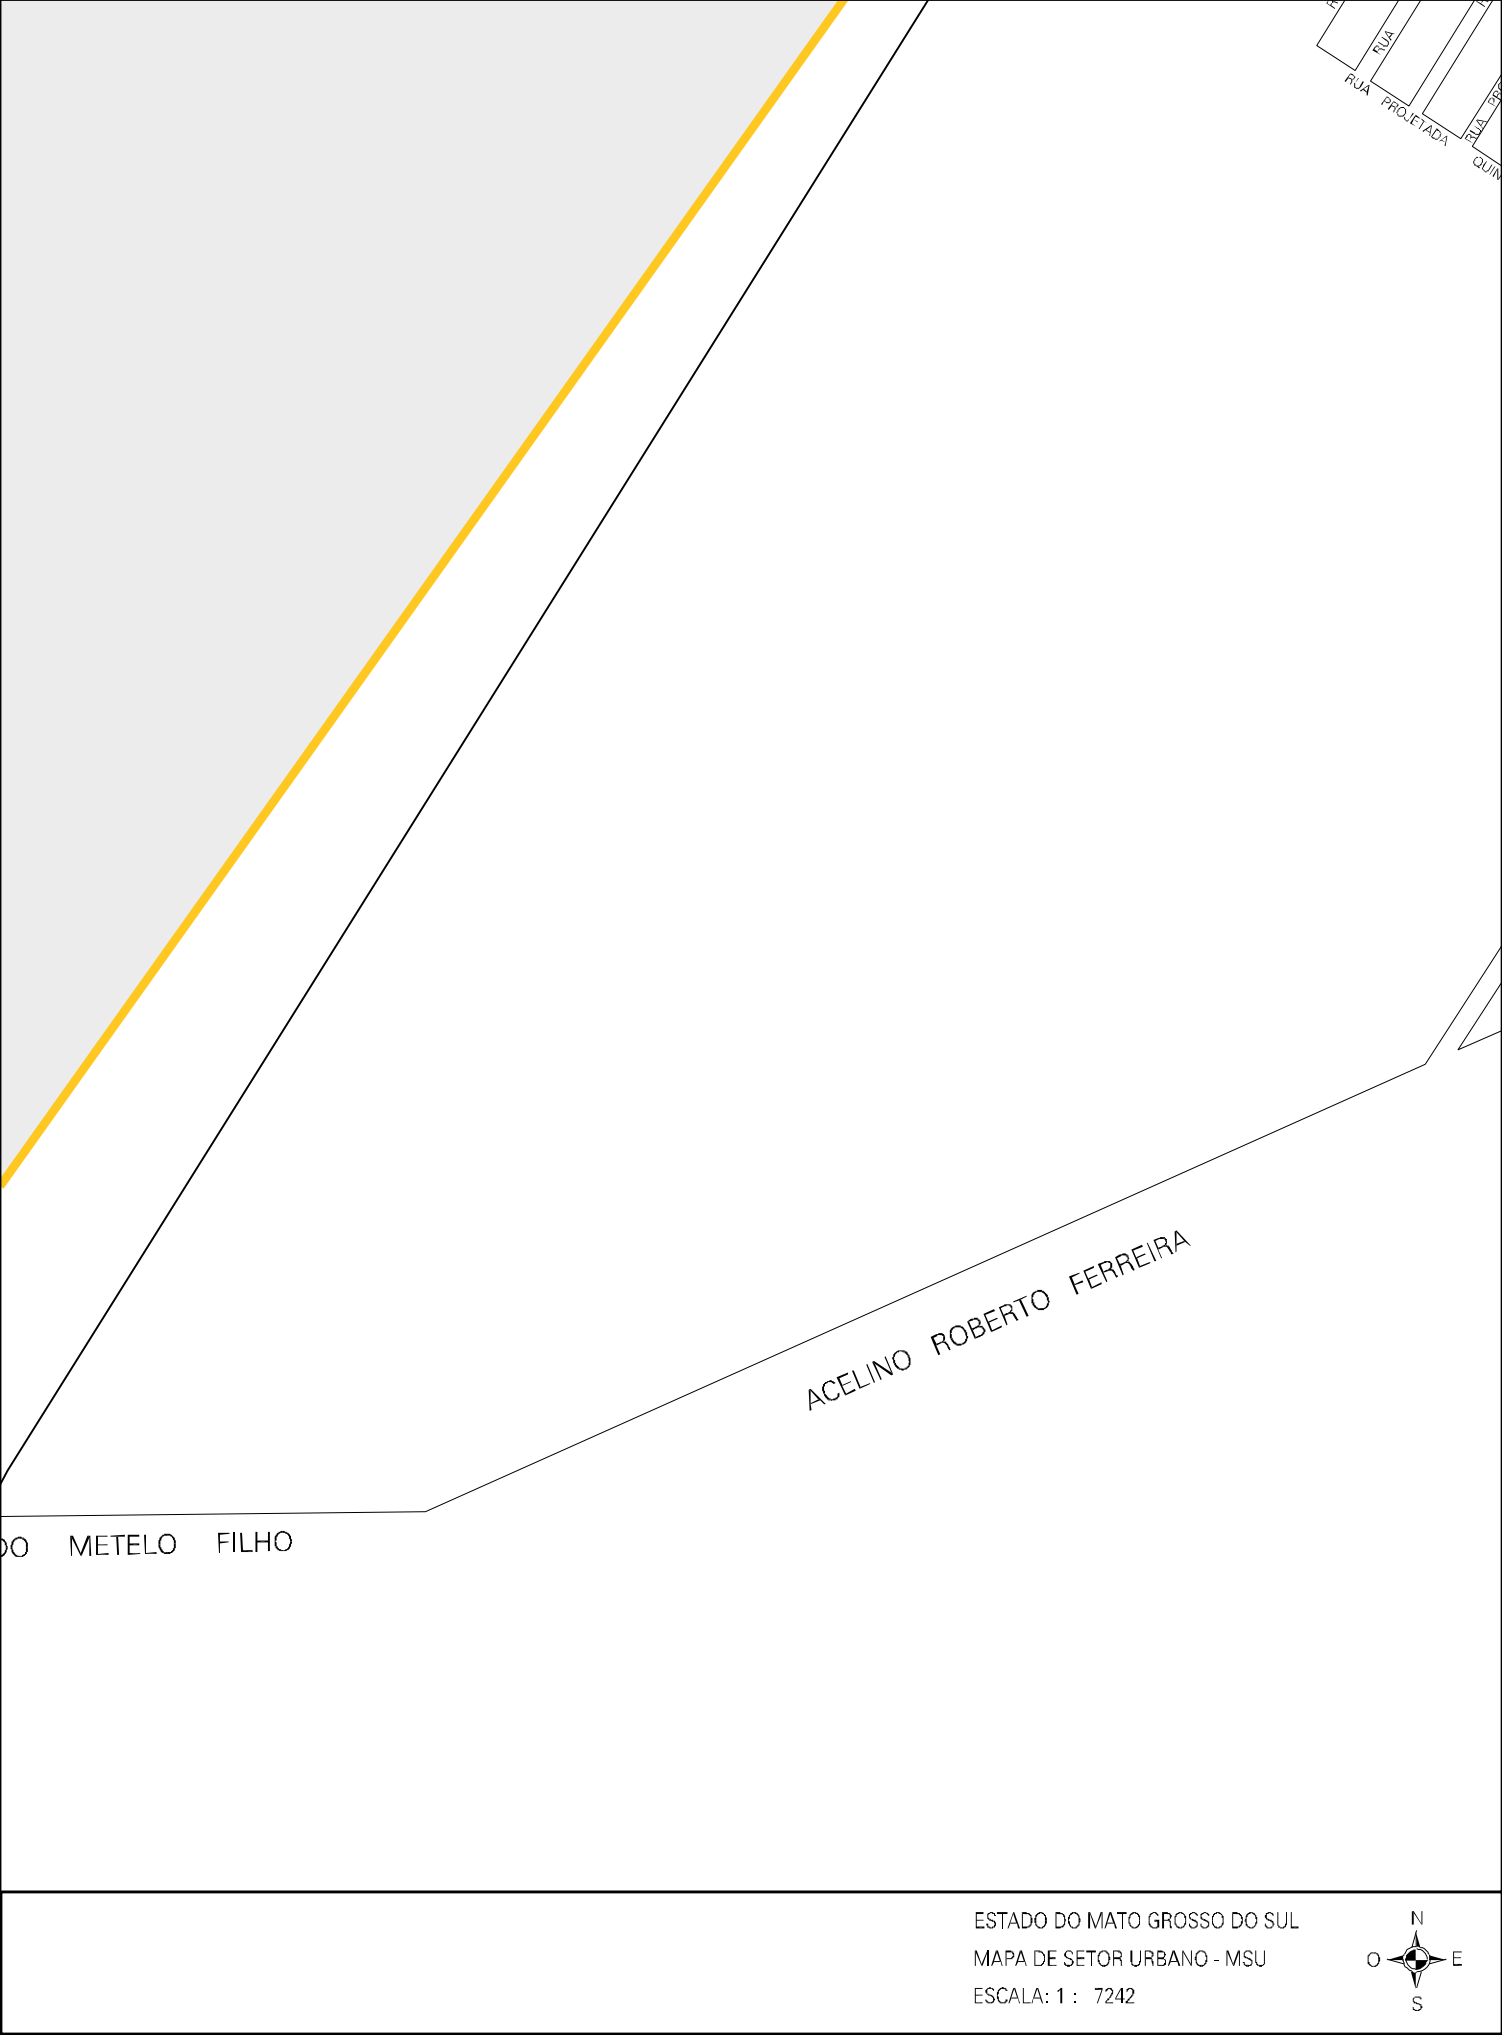 RUA
RUA PROJETADA
RUA
ACELINO ROBERTO FERREIRA
DO METELO FILHO
ESTADO DO MATO GROSSO DO SUL
MAPA DE SETOR URBANO - MSU
ESCALA: 1 : 7242
N
O E
S